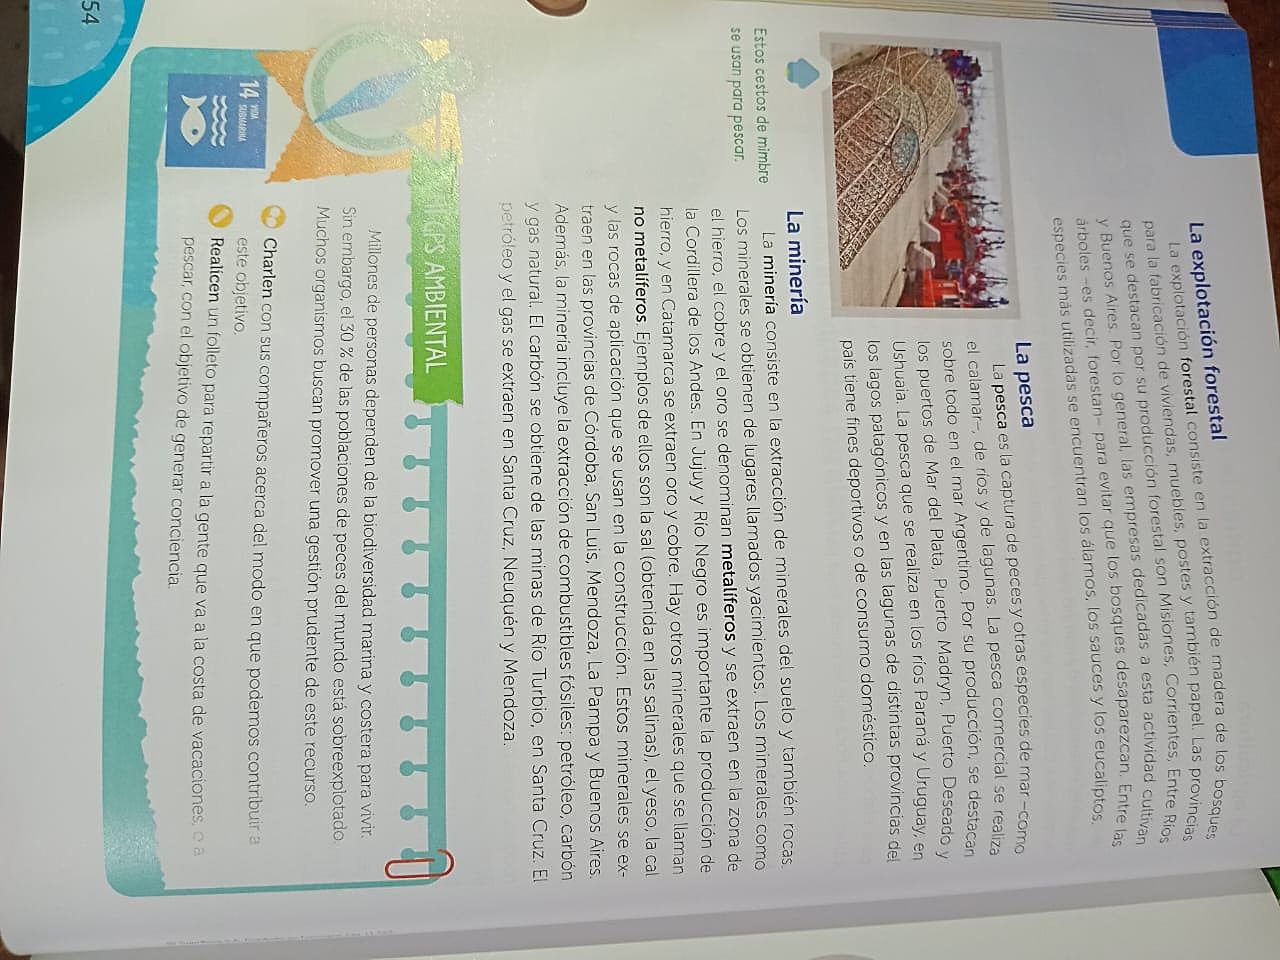 La explotación forestal
La explotación forestal consiste en la extracción de madera de los bosques
para la fabricación de viviendas, muebles, postes y también papel. Las provincias
que se destacan por su producción forestal son Misiones, Corrientes, Entre Ríos
y Buenos Aires. Por lo general, las empresas dedicadas a esta actividad cultivan
árboles –es decir, forestan– para evitar que los bosques desaparezcan. Entre las
especies más utilizadas se encuentran los álamos, los sauces y los eucaliptos.
La pesca
La pesca es la captura de peces y otras especies de mar –como
el calamar–, de ríos y de lagunas. La pesca comercial se realiza
sobre todo en el mar Argentino. Por su producción, se destacan
los puertos de Mar del Plata, Puerto Madryn, Puerto Deseado y
Ushuaia. La pesca que se realiza en los ríos Paraná y Uruguay, en
los lagos patagónicos y en las lagunas de distintas provincias del
país tiene fines deportivos o de consumo doméstico.
Estos cestos de mimbre
se usan para pescar.
La minería
La minería consiste en la extracción de minerales del suelo y también rocas.
Los minerales se obtienen de lugares llamados yacimientos. Los minerales como
el hierro, el cobre y el oro se denominan metalíferos y se extraen en la zona de
la Cordillera de los Andes. En Jujuy y Río Negro es importante la producción de
hierro, y en Catamarca se extraen oro y cobre. Hay otros minerales que se llaman
no metalíferos. Ejemplos de ellos son la sal (obtenida en las salinas), el yeso, la cal
y las rocas de aplicación que se usan en la construcción. Estos minerales se ex-
traen en las provincias de Córdoba, San Luis, Mendoza, La Pampa y Buenos Aires.
Además, la minería incluye la extracción de combustibles fósiles: petróleo, carbón
y gas natural. El carbón se obtiene de las minas de Río Turbio, en Santa Cruz. El
petróleo y el gas se extraen en Santa Cruz, Neuquén y Mendoza.
GPS AMBIENTAL
14 VIDA
SUBMARINA
Millones de personas dependen de la biodiversidad marina y costera para vivir.
Sin embargo, el 30 % de las poblaciones de peces del mundo está sobreexplotado.
Muchos organismos buscan promover una gestión prudente de este recurso.
Charlen con sus compañeros acerca del modo en que podemos contribuir a
este objetivo.
Realicen un folleto para repartir a la gente que va a la costa de vacaciones, o a
pescar, con el objetivo de generar conciencia.
54